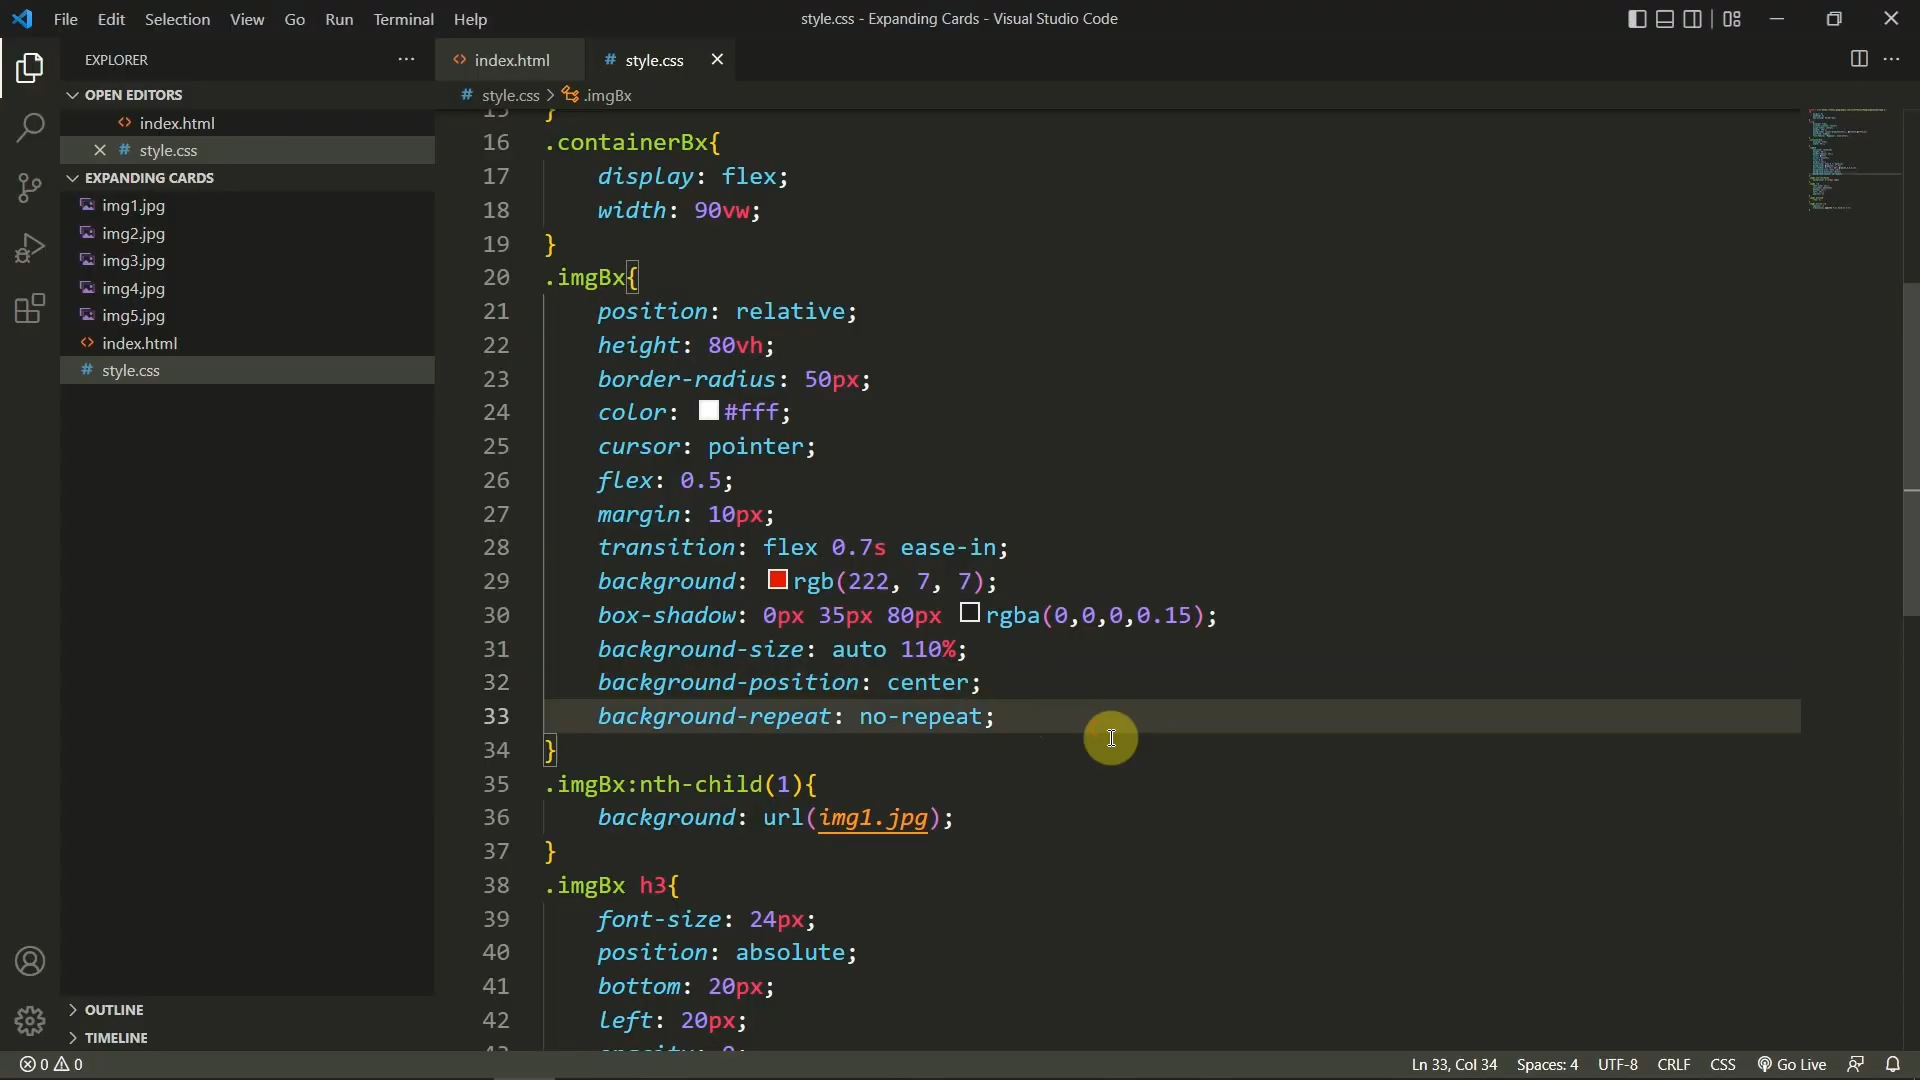 File Edit Selection View Go Run Terminal Help
style.css - Expanding Cards - Visual Studio Code
EXPLORER
OPEN EDITORS
index.html
style.css
EXPANDING CARDS
img1.jpg
img2.jpg
img3.jpg
img4.jpg
img5.jpg
index.html
style.css
OUTLINE
TIMELINE
index.html
style.css
style.css > .imgBx
15 }
16 .containerBx{
17 display: flex;
18 width: 90vw;
19 }
20 .imgBx{
21 position: relative;
22 height: 80vh;
23 border-radius: 50px;
24 color: #fff;
25 cursor: pointer;
26 flex: 0.5;
27 margin: 10px;
28 transition: flex 0.7s ease-in;
29 background: rgb(222, 7, 7);
30 box-shadow: 0px 35px 80px rgba(0,0,0,0.15);
31 background-size: auto 110%;
32 background-position: center;
33 background-repeat: no-repeat;
34 }
35 .imgBx:nth-child(1){
36 background: url(img1.jpg);
37 }
38 .imgBx h3{
39 font-size: 24px;
40 position: absolute;
41 bottom: 20px;
42 left: 20px;
43 opacity: 0;
0 0
Ln 33, Col 34 Spaces: 4 UTF-8 CRLF CSS Go Live